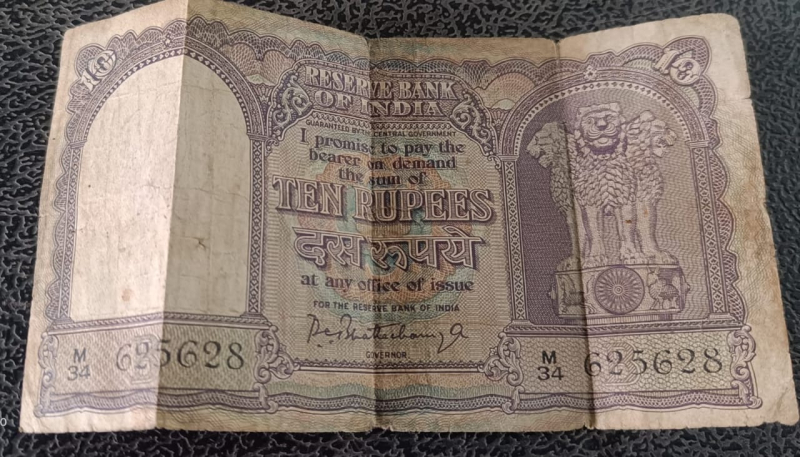 10
10
RESERVE BANK
OF INDIA
GUARANTEED BY THE CENTRAL GOVERNMENT
I promise to pay the
bearer on demand
the sum of
TEN RUPEES
दस रूपये
at any office of issue
FOR THE RESERVE BANK OF INDIA
GOVERNOR
M
34 625628
M
34 625628